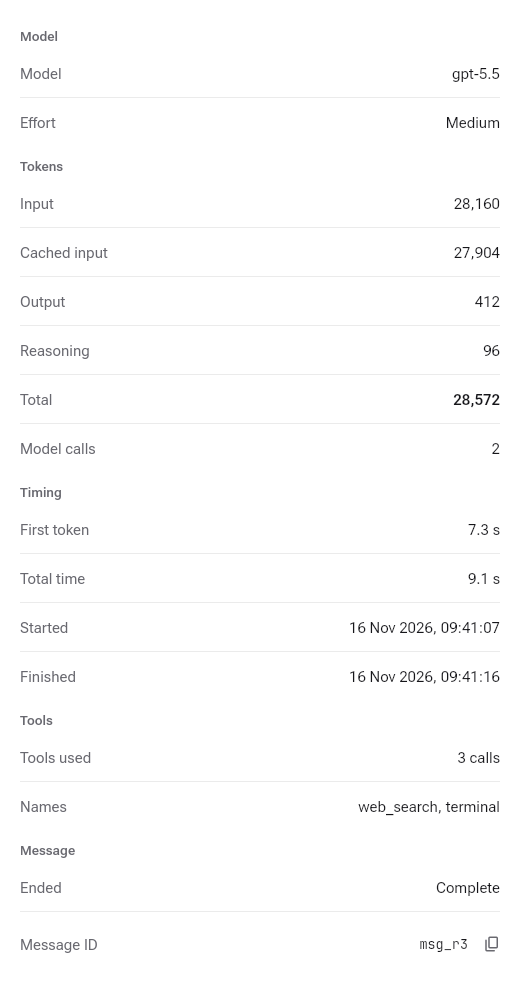 Model
Model gpt-5.5
Effort Medium
Tokens
Input 28,160
Cached input 27,904
Output 412
Reasoning 96
Total 28,572
Model calls 2
Timing
First token 7.3 s
Total time 9.1 s
Started 16 Nov 2026, 09:41:07
Finished 16 Nov 2026, 09:41:16
Tools
Tools used 3 calls
Names web_search, terminal
Message
Ended Complete
Message ID msg_r3